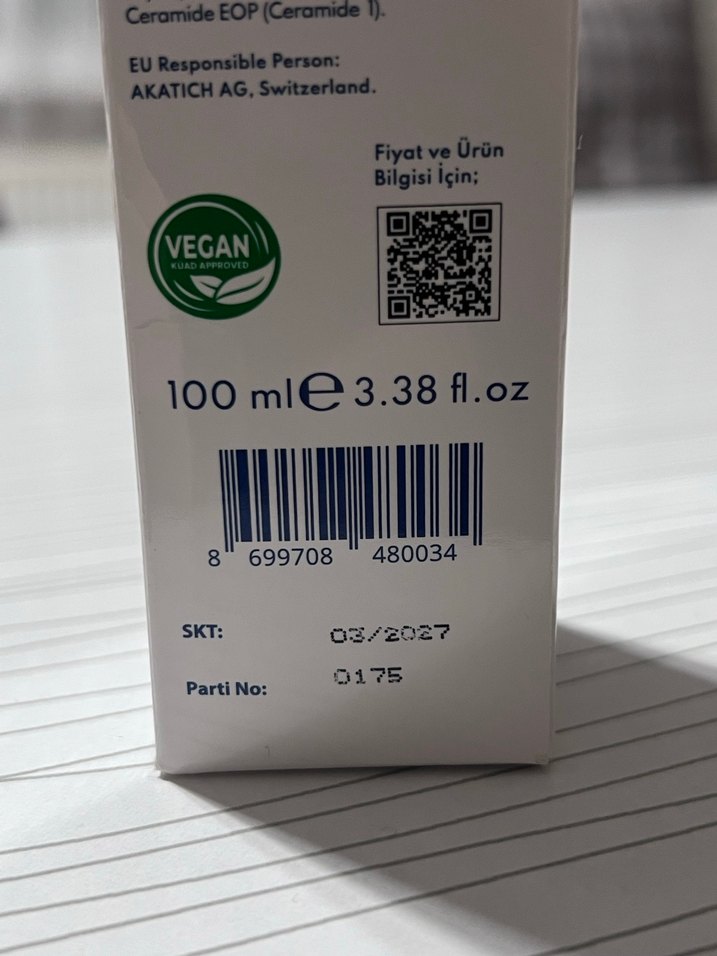 Ceramide EOP (Ceramide 1).
EU Responsible Person:
AKATICH AG, Switzerland.
Fiyat ve Ürün
Bilgisi İçin;
VEGAN
KÜAD APPROVED
100 ml ℮ 3.38 fl.oz
8 699708 480034
SKT: 03/2027
Parti No: 0175